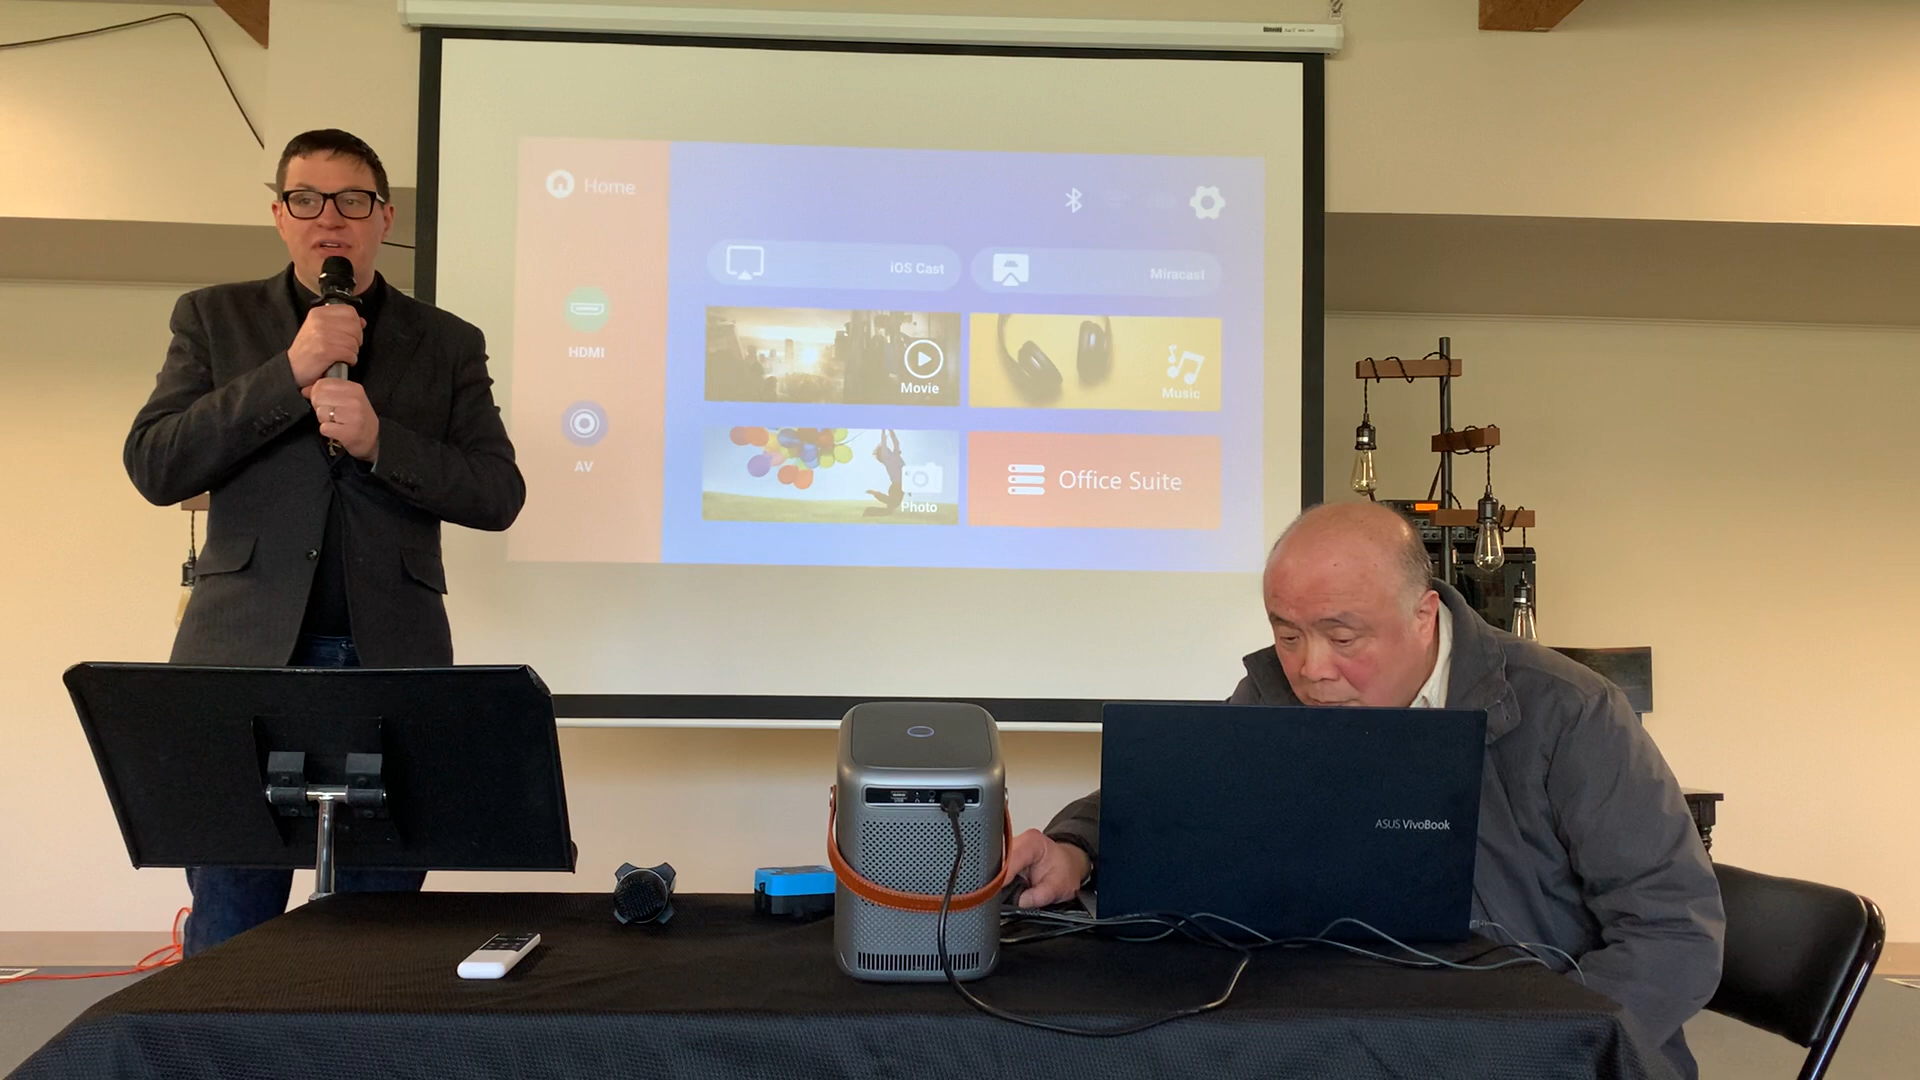 Home
iOS Cast
Miracast
HDMI
Movie
Music
AV
Photo
Office Suite
ASUS VivoBook